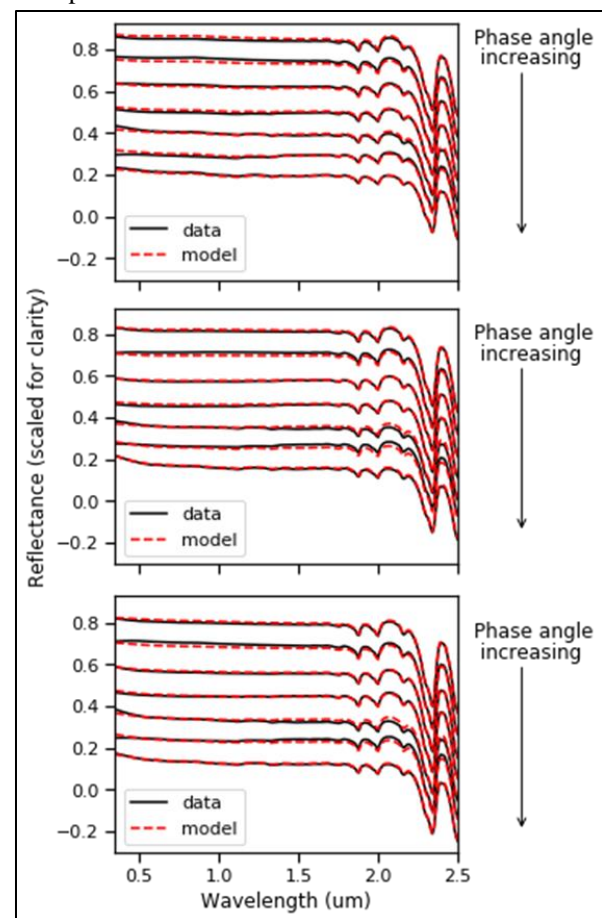 0.8
0.6
0.4
0.2
0.0
−0.2
data
model
Phase angle
increasing
0.8
0.6
0.4
0.2
0.0
−0.2
data
model
Phase angle
increasing
Reflectance (scaled for clarity)
0.8
0.6
0.4
0.2
0.0
−0.2
data
model
Phase angle
increasing
0.5 1.0 1.5 2.0 2.5
Wavelength (um)